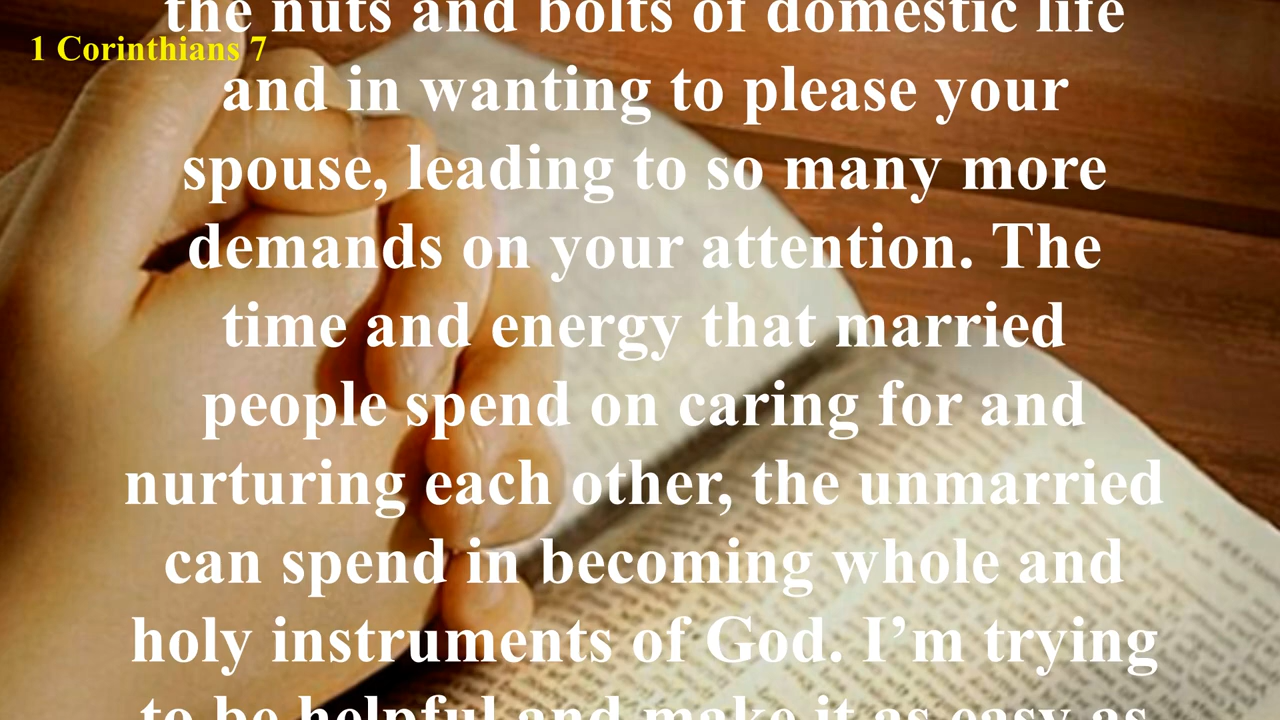 the nuts and bolts of domestic life
1 Corinthians 7
and in wanting to please your
spouse, leading to so many more
demands on your attention. The
time and energy that married
people spend on caring for and
nurturing each other, the unmarried
can spend in becoming whole and
holy instruments of God. I’m trying
to be helpful and make it as easy as